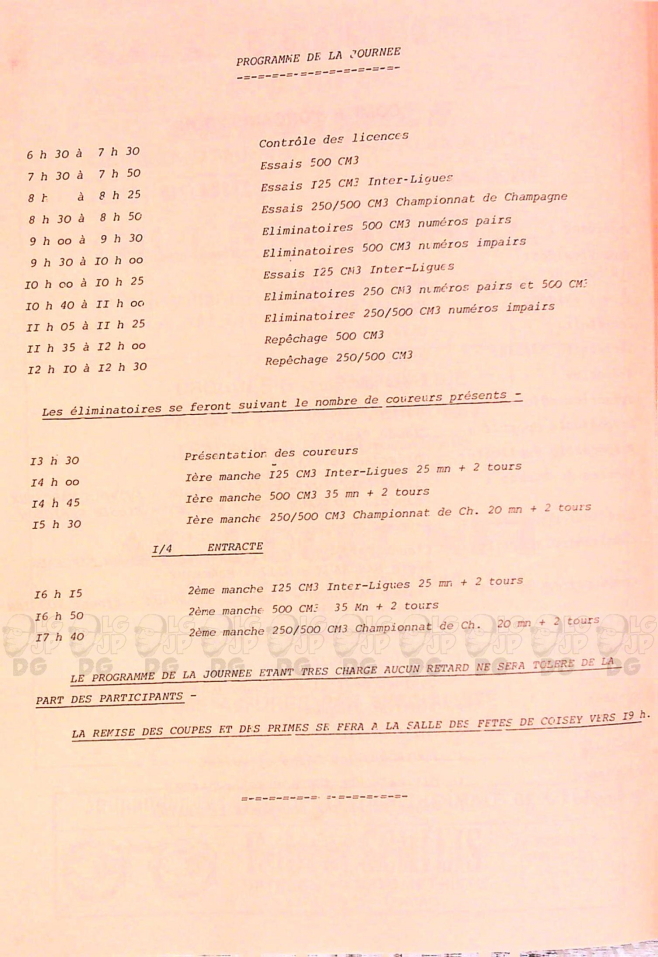 PROGRAMME DE LA JOURNEE
-=-=-=-=-=-=-=-=-=-=-=-
6 h 30 à 7 h 30 Contrôle des licences
7 h 30 à 7 h 50 Essais 500 CM3
8 h à 8 h 25 Essais I25 CM3 Inter-Ligues
8 h 30 à 8 h 50 Essais 250/500 CM3 Championnat de Champagne
9 h oo à 9 h 30 Eliminatoires 500 CM3 numéros pairs
9 h 30 à IO h oo Eliminatoires 500 CM3 numéros impairs
IO h oo à IO h 25 Essais I25 CM3 Inter-Ligues
IO h 40 à II h oo Eliminatoires 250 CM3 numéros pairs et 500 CM3
II h 05 à II h 25 Eliminatoires 250/500 CM3 numéros impairs
II h 35 à I2 h oo Repêchage 500 CM3
I2 h IO à I2 h 30 Repêchage 250/500 CM3
Les éliminatoires se feront suivant le nombre de coureurs présents -
I3 h 30 Présentation des coureurs
I4 h oo Ière manche I25 CM3 Inter-Ligues 25 mn + 2 tours
I4 h 45 Ière manche 500 CM3 35 mn + 2 tours
I5 h 30 Ière manche 250/500 CM3 Championnat de Ch. 20 mn + 2 tours
I/4 ENTRACTE
I6 h I5 2ème manche I25 CM3 Inter-Ligues 25 mn + 2 tours
I6 h 50 2ème manche 500 CM3 35 Mn + 2 tours
I7 h 40 2ème manche 250/500 CM3 Championnat de Ch. 20 mn + 2 tours
LE PROGRAMME DE LA JOURNEE ETANT TRES CHARGE AUCUN RETARD NE SERA TOLERE DE LA
PART DES PARTICIPANTS -
LA REMISE DES COUPES ET DES PRIMES SE FERA A LA SALLE DES FETES DE COISEY VERS I9 h.
=-=-=-=-=-= =-=-=-=-=-=-